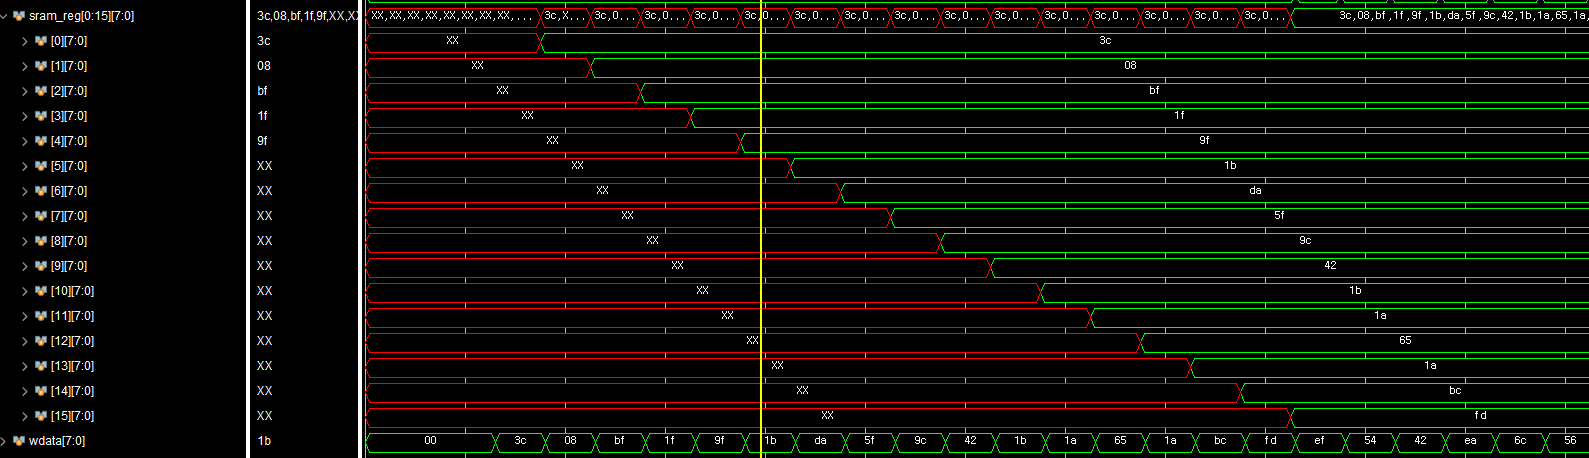 sram_reg[0:15][7:0] 3c,08,bf,1f,9f,XX,X XX,XX,XX,XX,XX,XX,XX,... 3c,X... 3c,0... 3c,0... 3c,0... 3c,0... 3c,0... 3c,0... 3c,0... 3c,0... 3c,0... 3c,0... 3c,0... 3c,0... 3c,0... 3c,0... 3c,08,bf,1f,9f,1b,da,5f,9c,42,1b,1a,65,1a
[0][7:0] 3c XX 3c
[1][7:0] 08 XX 08
[2][7:0] bf XX bf
[3][7:0] 1f XX 1f
[4][7:0] 9f XX 9f
[5][7:0] XX XX 1b
[6][7:0] XX XX da
[7][7:0] XX XX 5f
[8][7:0] XX XX 9c
[9][7:0] XX XX 42
[10][7:0] XX XX 1b
[11][7:0] XX XX 1a
[12][7:0] XX XX 65
[13][7:0] XX XX 1a
[14][7:0] XX XX bc
[15][7:0] XX XX fd
wdata[7:0] 1b 00 3c 08 bf 1f 9f 1b da 5f 9c 42 1b 1a 65 1a bc fd ef 54 42 ea 6c 56